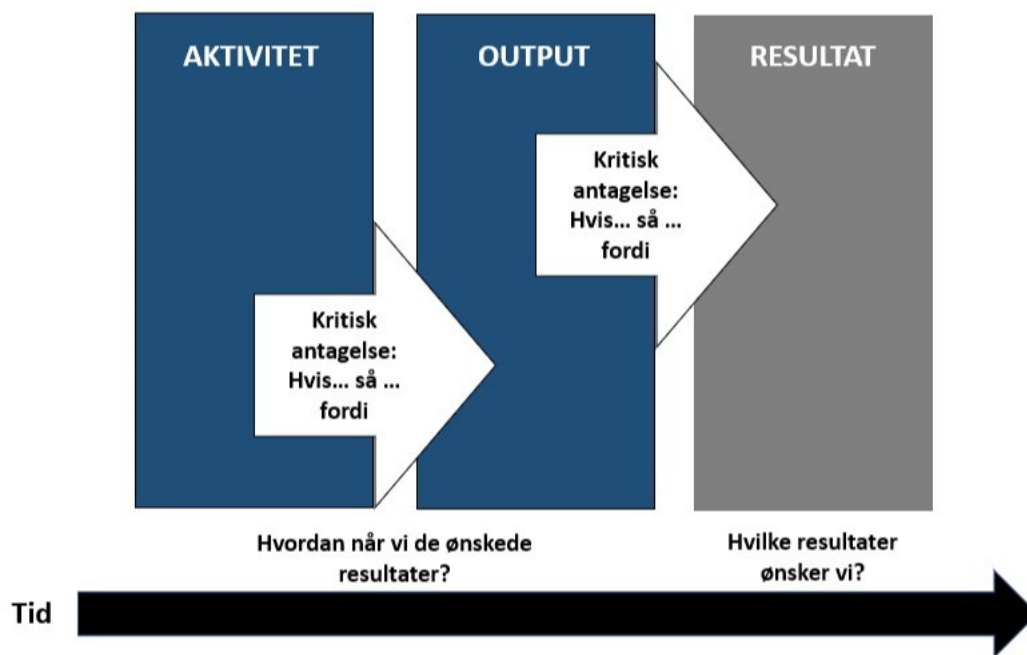 AKTIVITET
OUTPUT
RESULTAT
Kritisk
antagelse:
Hvis... så ...
fordi
Kritisk
antagelse:
Hvis... så ...
fordi
Hvordan når vi de ønskede
resultater?
Hvilke resultater
ønsker vi?
Tid